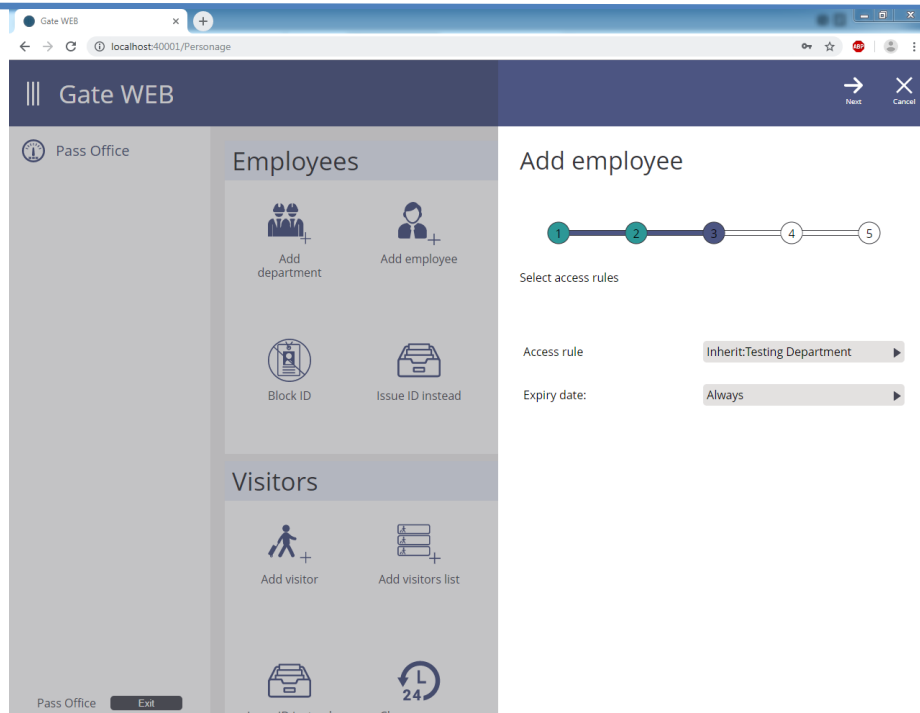 Gate WEB
localhost:40001/Personage
ABP
Gate WEB
Next
Cancel
Pass Office
Employees
Add
department
Add employee
Block ID
Issue ID instead
Visitors
Add visitor
Add visitors list
24
Add employee
1 2 3 4 5
Select access rules
Access rule
Inherit:Testing Department
Expiry date:
Always
Pass Office
Exit